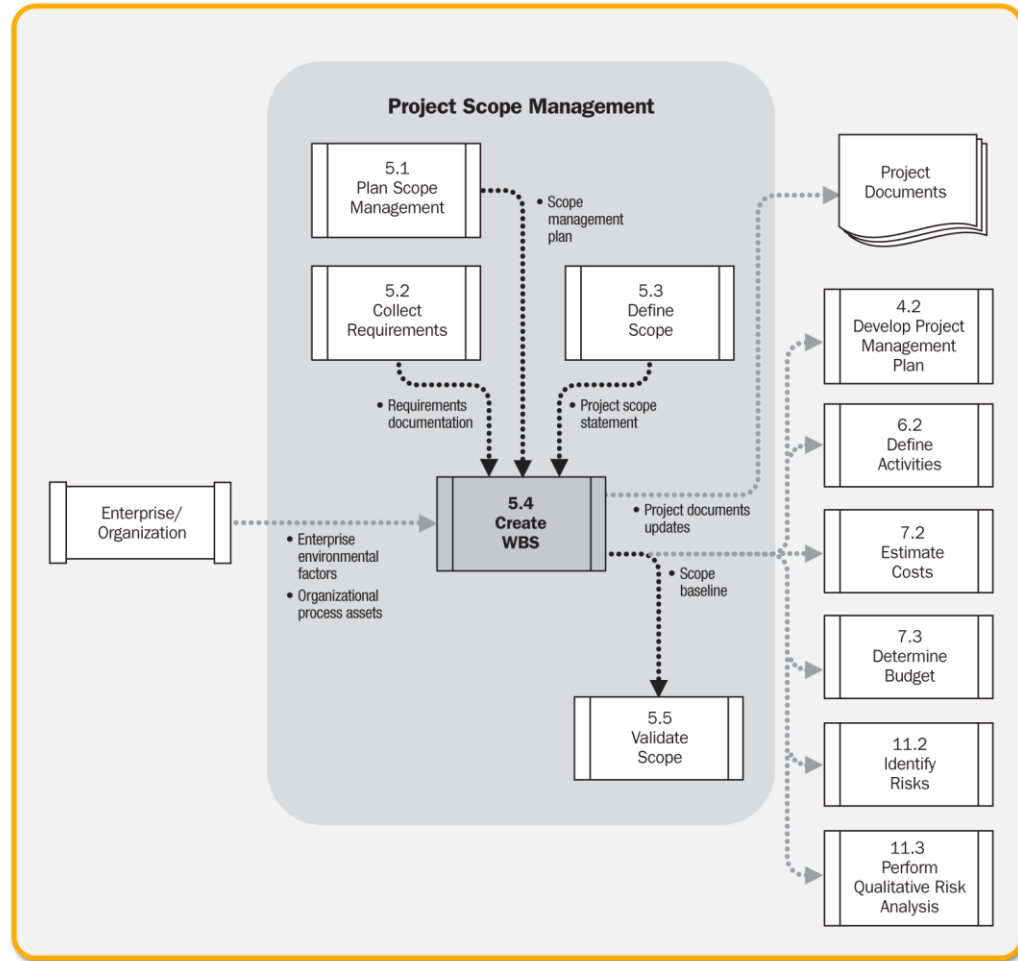 Project Scope Management
5.1
Plan Scope
Management
• Scope
management
plan
Project
Documents
5.2
Collect
Requirements
5.3
Define
Scope
4.2
Develop Project
Management
Plan
• Requirements
documentation
• Project scope
statement
6.2
Define
Activities
Enterprise/
Organization
• Enterprise
environmental
factors
• Organizational
process assets
5.4
Create
WBS
• Project documents
updates
• Scope
baseline
7.2
Estimate
Costs
7.3
Determine
Budget
5.5
Validate
Scope
11.2
Identify
Risks
11.3
Perform
Qualitative Risk
Analysis